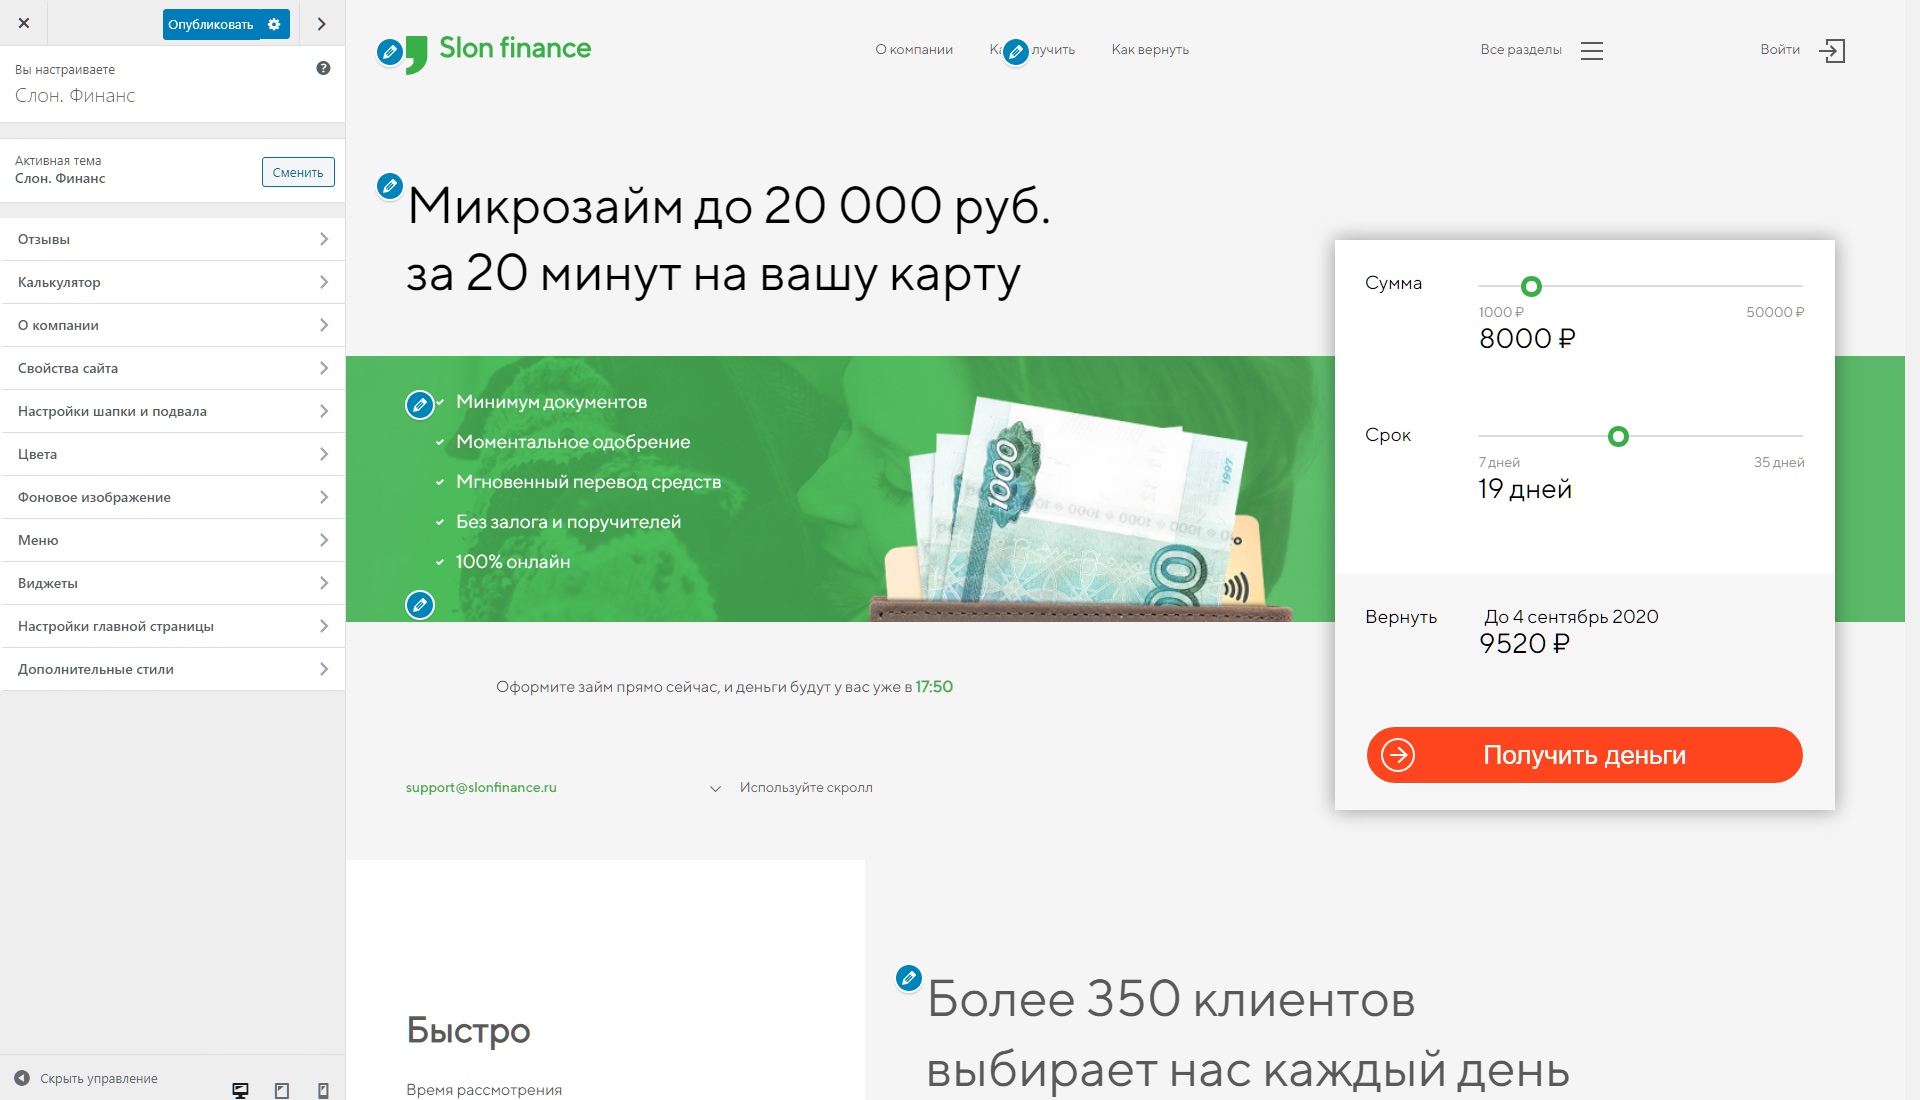 Опубликовать
Вы настраиваете
Слон. Финанс
Активная тема
Слон. Финанс
Сменить
Отзывы
Калькулятор
О компании
Свойства сайта
Настройки шапки и подвала
Цвета
Фоновое изображение
Меню
Виджеты
Настройки главной страницы
Дополнительные стили
Скрыть управление
Slon finance
О компании
лучить
Как вернуть
Все разделы
Войти
Микрозайм до 20 000 руб.
за 20 минут на вашу карту
Минимум документов
Моментальное одобрение
Мгновенный перевод средств
Без залога и поручителей
100% онлайн
1000
1997
Сумма
1000 ₽
50000 ₽
8000 ₽
Срок
7 дней
35 дней
19 дней
Вернуть
До 4 сентябрь 2020
9520 ₽
Получить деньги
Оформите займ прямо сейчас, и деньги будут у вас уже в 17:50
support@slonfinance.ru
Используйте скролл
Быстро
Время рассмотрения
Более 350 клиентов
выбирает нас каждый день